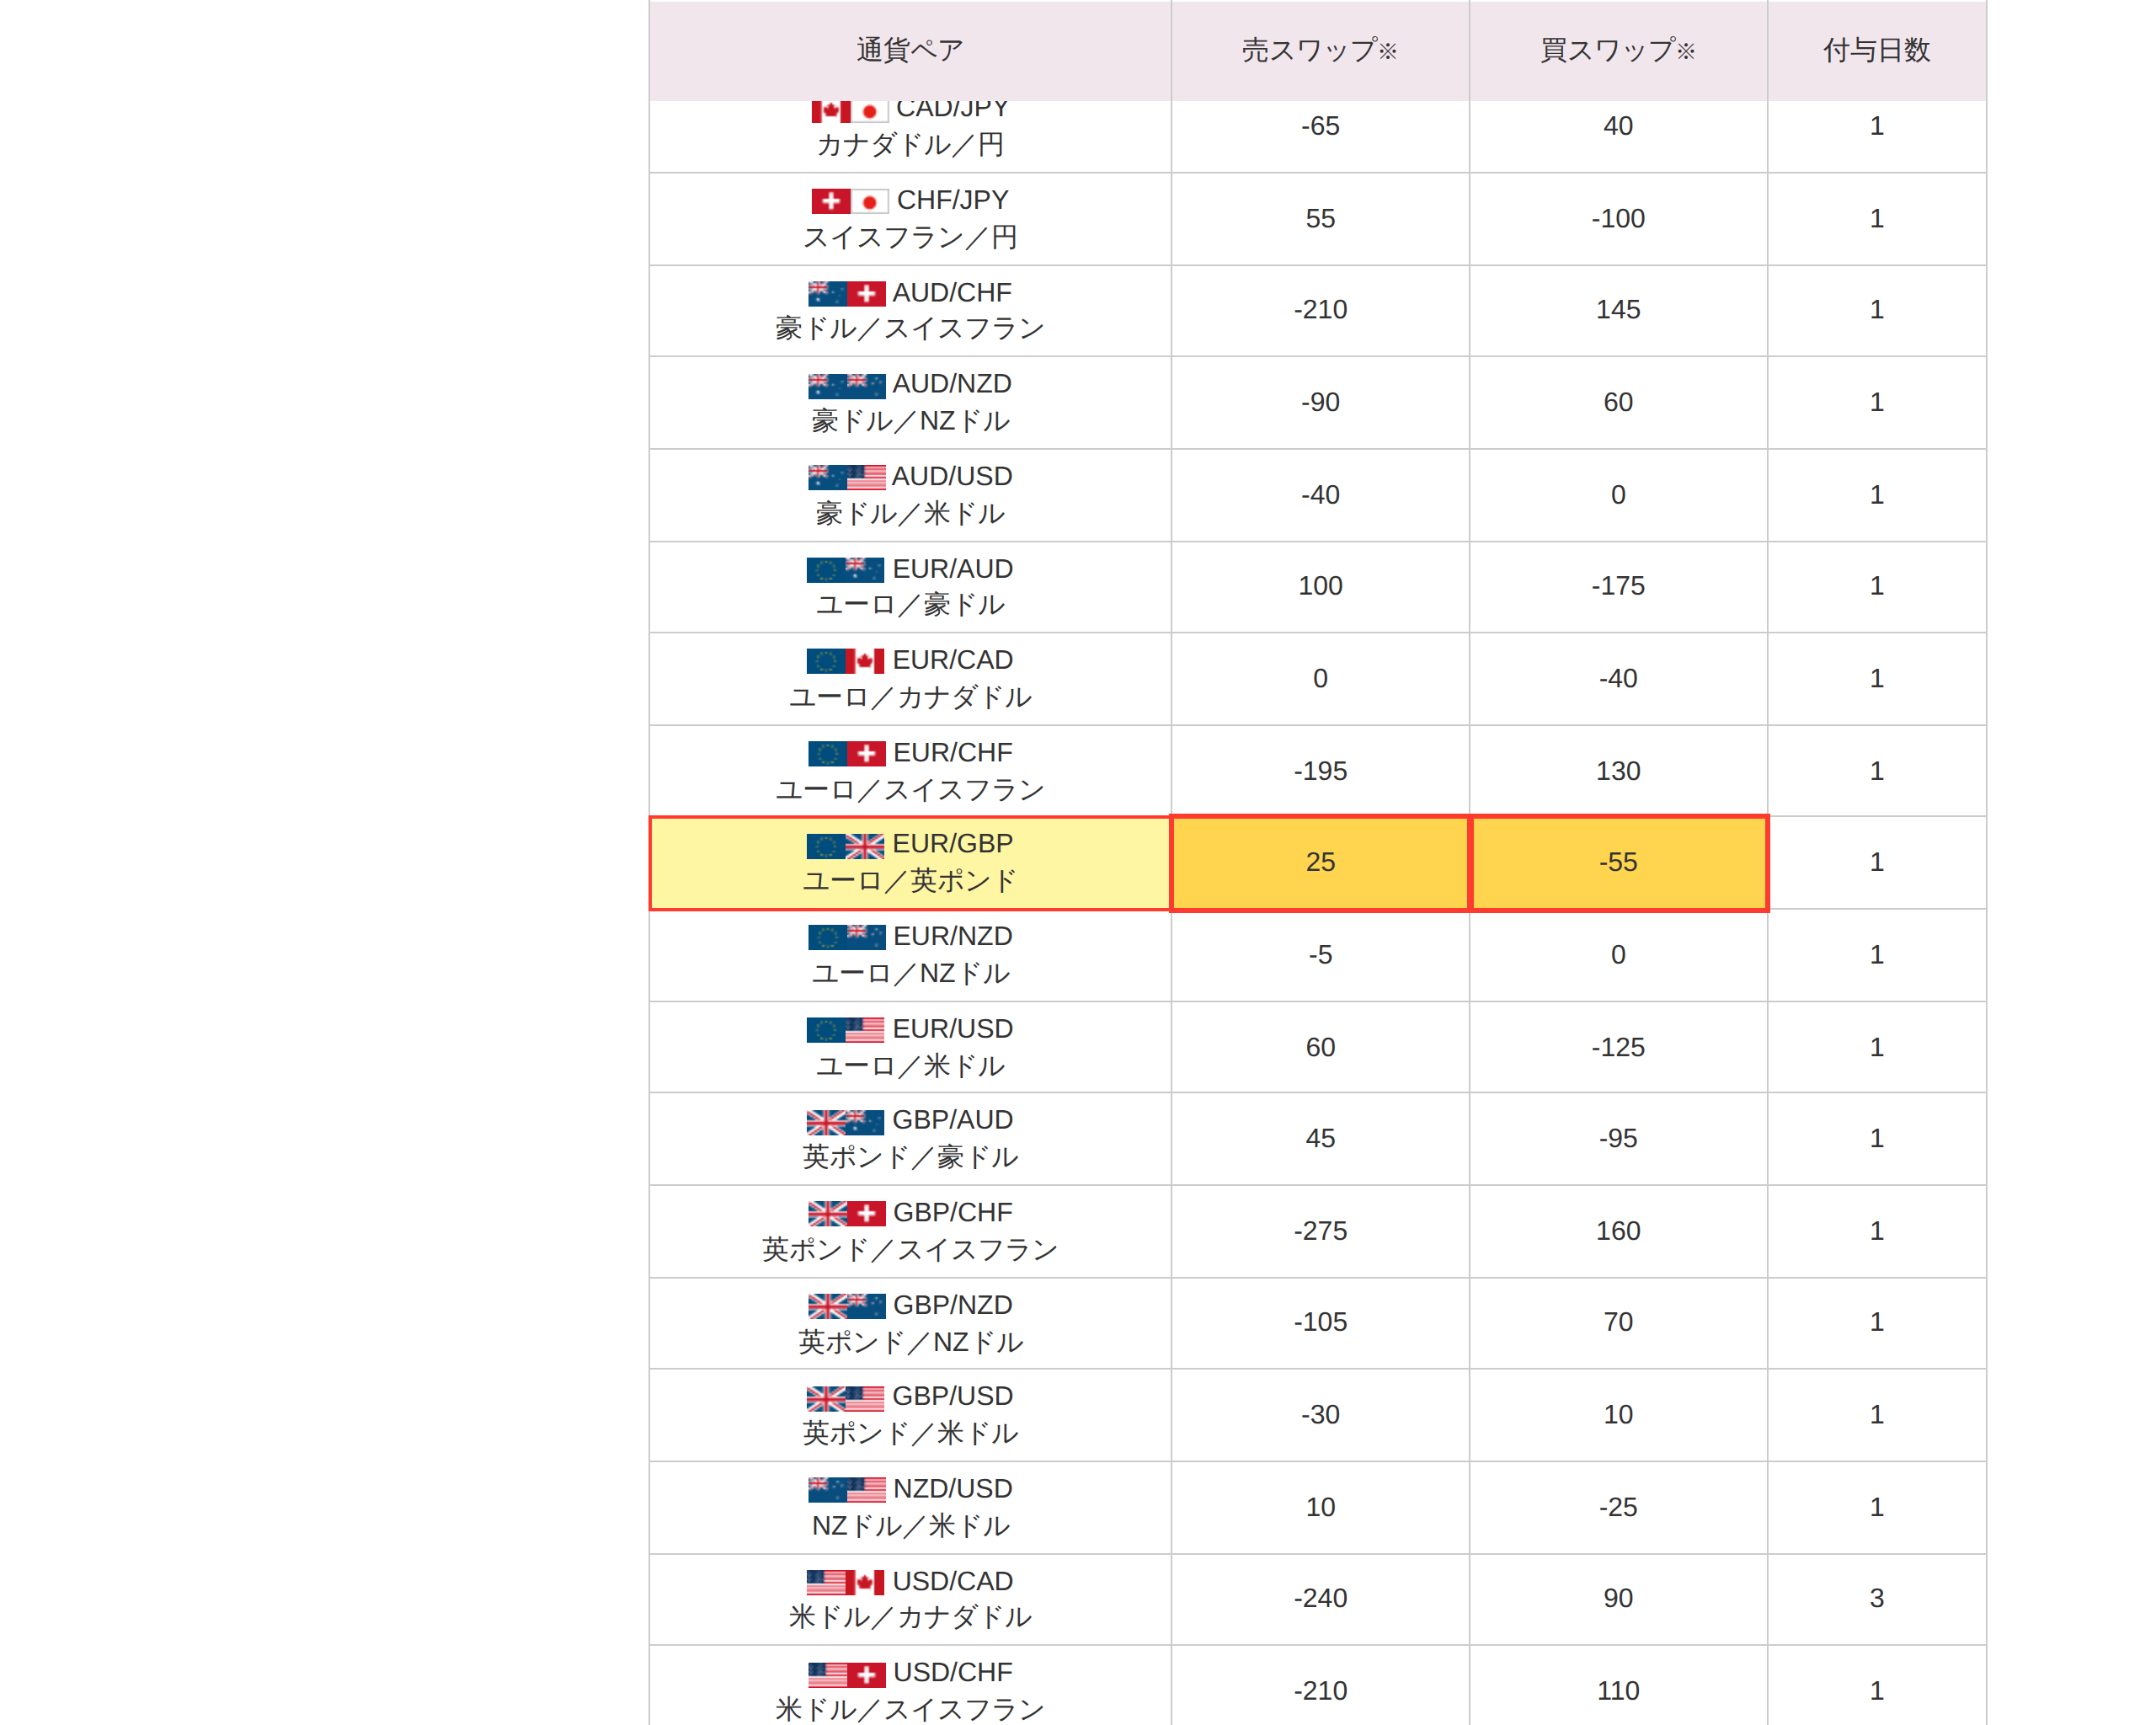 通貨ペア 売スワップ※ 買スワップ※ 付与日数
CAD/JPY
カナダドル／円 -65 40 1
CHF/JPY
スイスフラン／円 55 -100 1
AUD/CHF
豪ドル／スイスフラン -210 145 1
AUD/NZD
豪ドル／NZドル -90 60 1
AUD/USD
豪ドル／米ドル -40 0 1
EUR/AUD
ユーロ／豪ドル 100 -175 1
EUR/CAD
ユーロ／カナダドル 0 -40 1
EUR/CHF
ユーロ／スイスフラン -195 130 1
EUR/GBP
ユーロ／英ポンド 25 -55 1
EUR/NZD
ユーロ／NZドル -5 0 1
EUR/USD
ユーロ／米ドル 60 -125 1
GBP/AUD
英ポンド／豪ドル 45 -95 1
GBP/CHF
英ポンド／スイスフラン -275 160 1
GBP/NZD
英ポンド／NZドル -105 70 1
GBP/USD
英ポンド／米ドル -30 10 1
NZD/USD
NZドル／米ドル 10 -25 1
USD/CAD
米ドル／カナダドル -240 90 3
USD/CHF
米ドル／スイスフラン -210 110 1